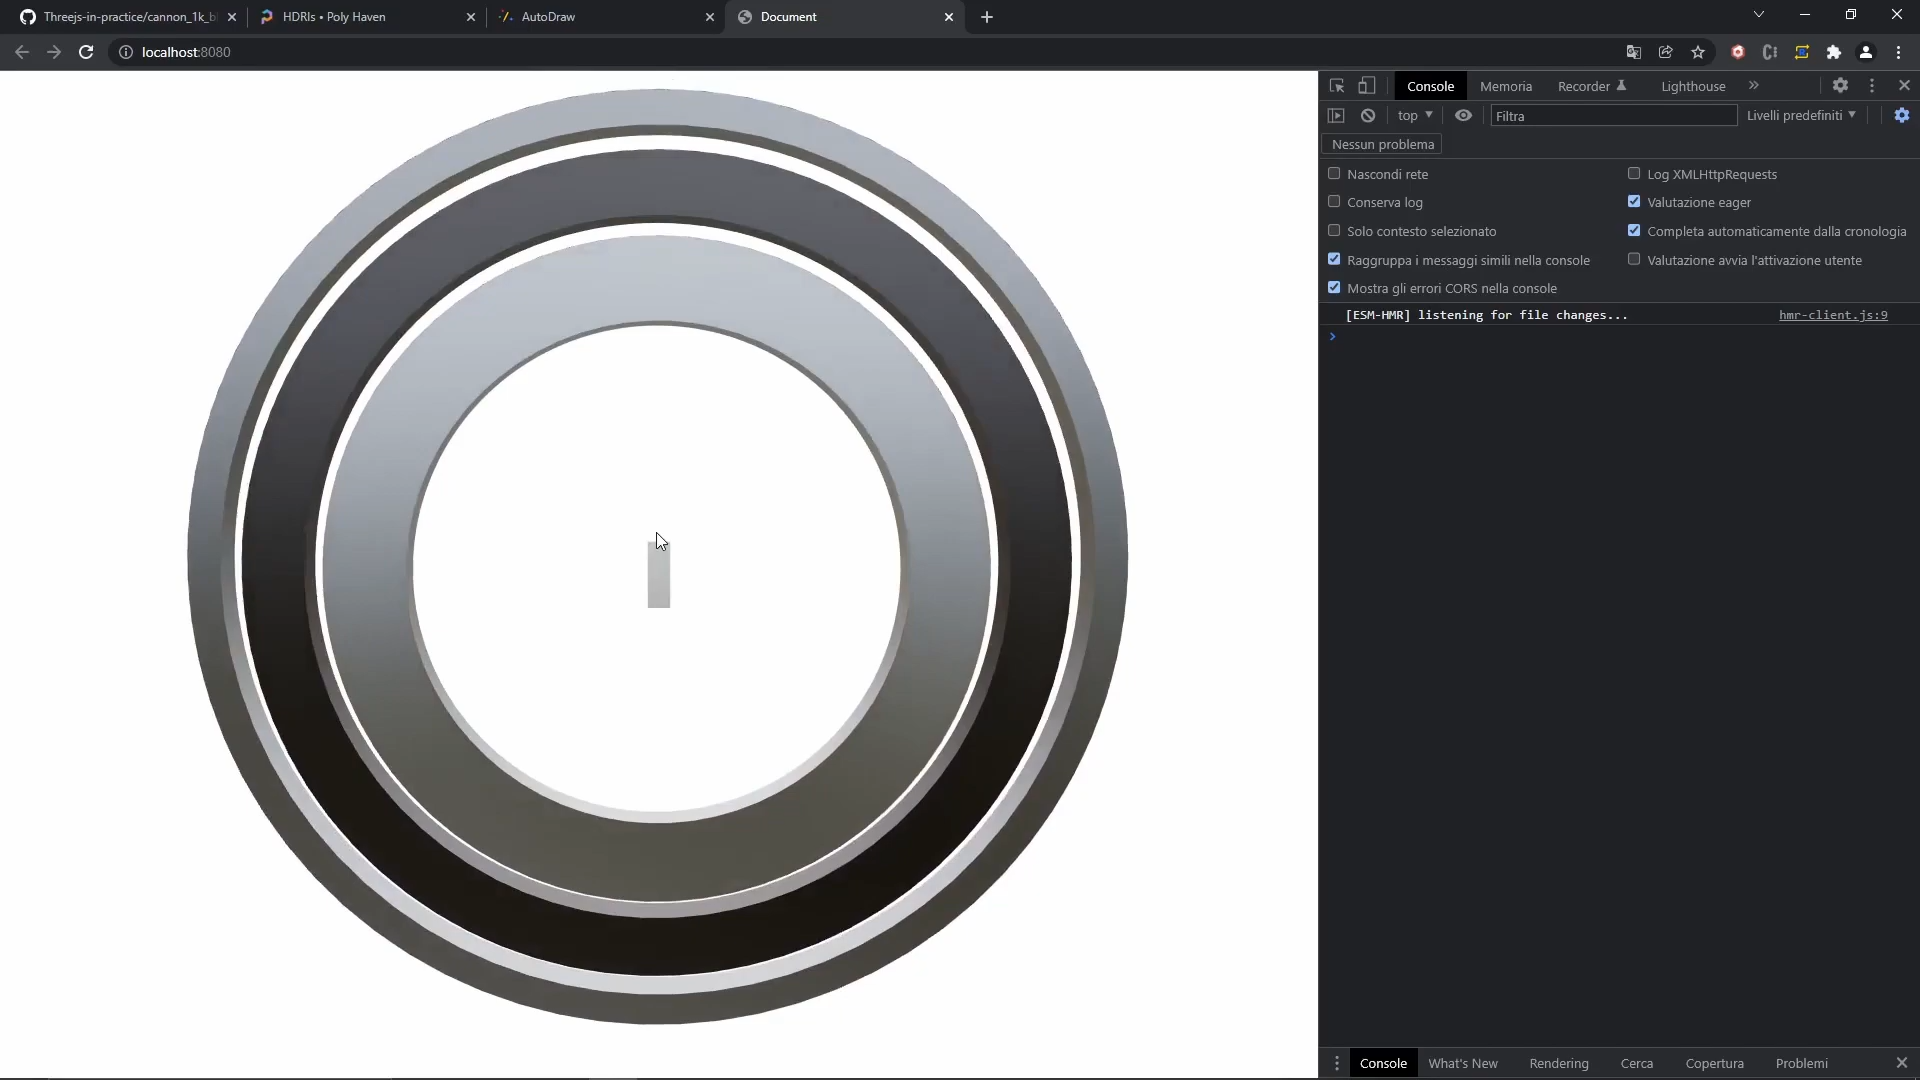 Threejs-in-practice/cannon_1k_b
HDRIs • Poly Haven
AutoDraw
Document
localhost:8080
Console
Memoria
Recorder
Lighthouse
top
Filtra
Livelli predefiniti
Nessun problema
Nascondi rete
Log XMLHttpRequests
Conserva log
Valutazione eager
Solo contesto selezionato
Completa automaticamente dalla cronologia
Raggruppa i messaggi simili nella console
Valutazione avvia l'attivazione utente
Mostra gli errori CORS nella console
[ESM-HMR] listening for file changes...
hmr-client.js:9
Console
What's New
Rendering
Cerca
Copertura
Problemi